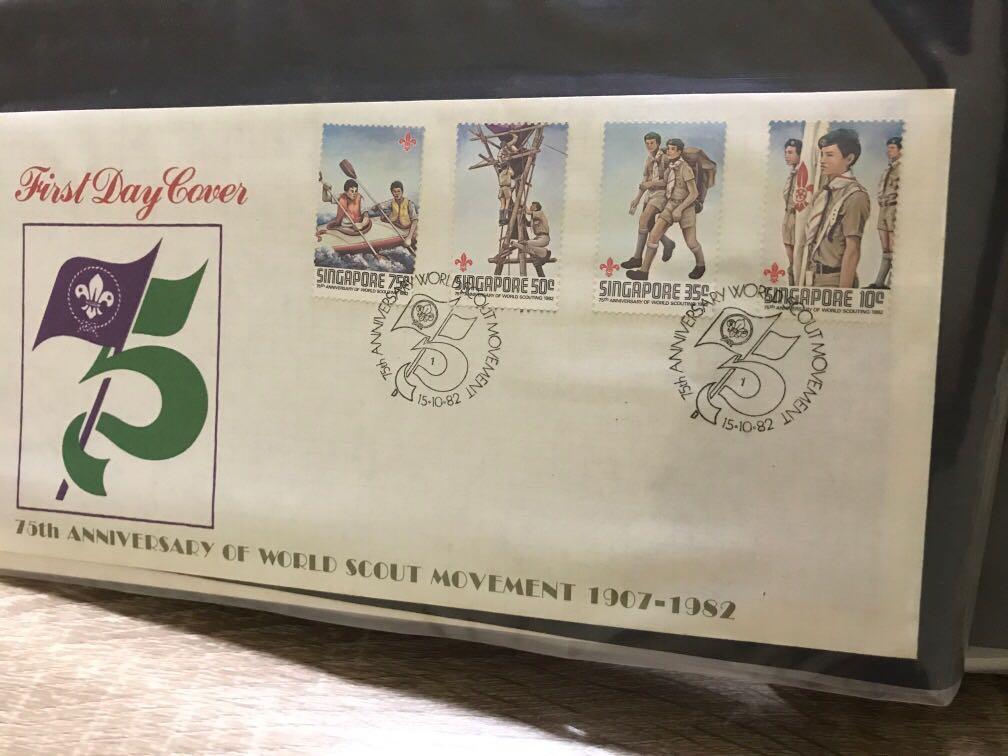 First Day Cover
75
SINGAPORE 75c
75TH ANNIVERSARY OF WORLD SCOUTING 1982
SINGAPORE 50c
75TH ANNIVERSARY OF WORLD SCOUTING 1982
SINGAPORE 35c
75TH ANNIVERSARY OF WORLD SCOUTING 1982
SINGAPORE 10c
75TH ANNIVERSARY OF WORLD SCOUTING 1982
75th ANNIVERSARY WORLD SCOUT MOVEMENT
75
1
15·10·82
75th ANNIVERSARY WORLD SCOUT MOVEMENT
75
1
15·10·82
75th ANNIVERSARY OF WORLD SCOUT MOVEMENT 1907-1982